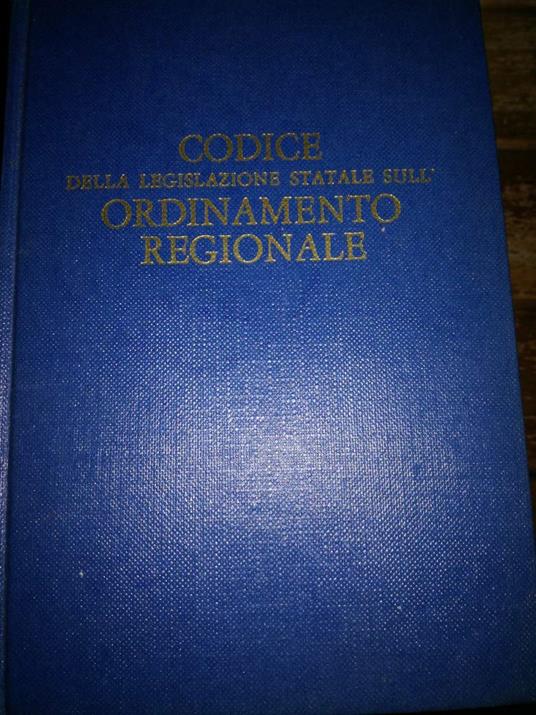 CODICE
DELLA LEGISLAZIONE STATALE SULL'
ORDINAMENTO
REGIONALE